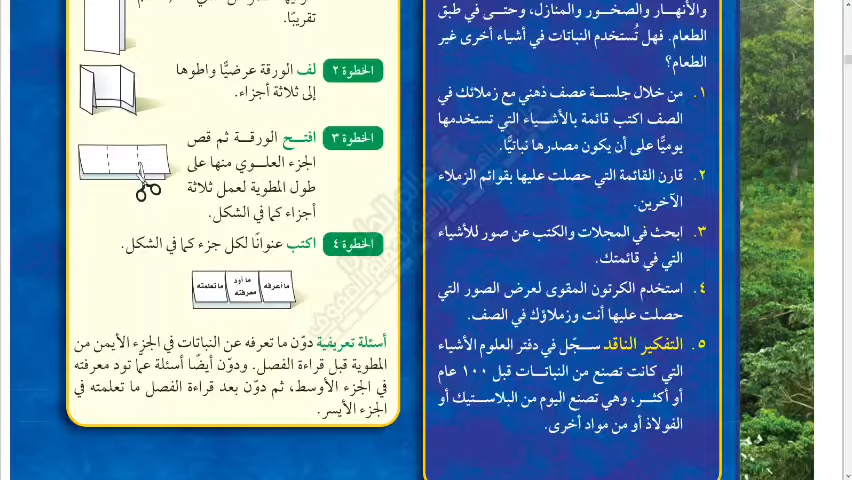 والأنهار والصخور والمنازل، وحتى في طبق
الطعام. فهل تُستخدم النباتات في أشياء أخرى غير
الطعام؟
١. من خلال جلسة عصف ذهني مع زملائك في
الصف اكتب قائمة بالأشياء التي تستخدمها
يوميًّا على أن يكون مصدرها نباتيًّا.
٢. قارن القائمة التي حصلت عليها بقوائم الزملاء
الآخرين.
٣. ابحث في المجلات والكتب عن صور للأشياء
التي في قائمتك.
٤. استخدم الكرتون المقوى لعرض الصور التي
حصلت عليها أنت وزملاؤك في الصف.
٥. التفكير الناقد سجّل في دفتر العلوم الأشياء
التي كانت تصنع من النباتات قبل ١٠٠ عام
أو أكثر، وهي تصنع اليوم من البلاستيك أو
الفولاذ أو من مواد أخرى.
تقريبًا.
الخطوة ٢ لف الورقة عرضيًّا واطوها
إلى ثلاثة أجزاء.
الخطوة ٣ افتح الورقة ثم قص
الجزء العلوي منها على
طول المطوية لعمل ثلاثة
أجزاء كما في الشكل.
الخطوة ٤ اكتب عنوانًا لكل جزء كما في الشكل.
ما أعرفه
ما أود
معرفته
ما تعلمته
أسئلة تعريفية دوّن ما تعرفه عن النباتات في الجزء الأيمن من
المطوية قبل قراءة الفصل. ودوّن أيضًا أسئلة عمّا تود معرفته
في الجزء الأوسط، ثم دوّن بعد قراءة الفصل ما تعلمته في
الجزء الأيسر.